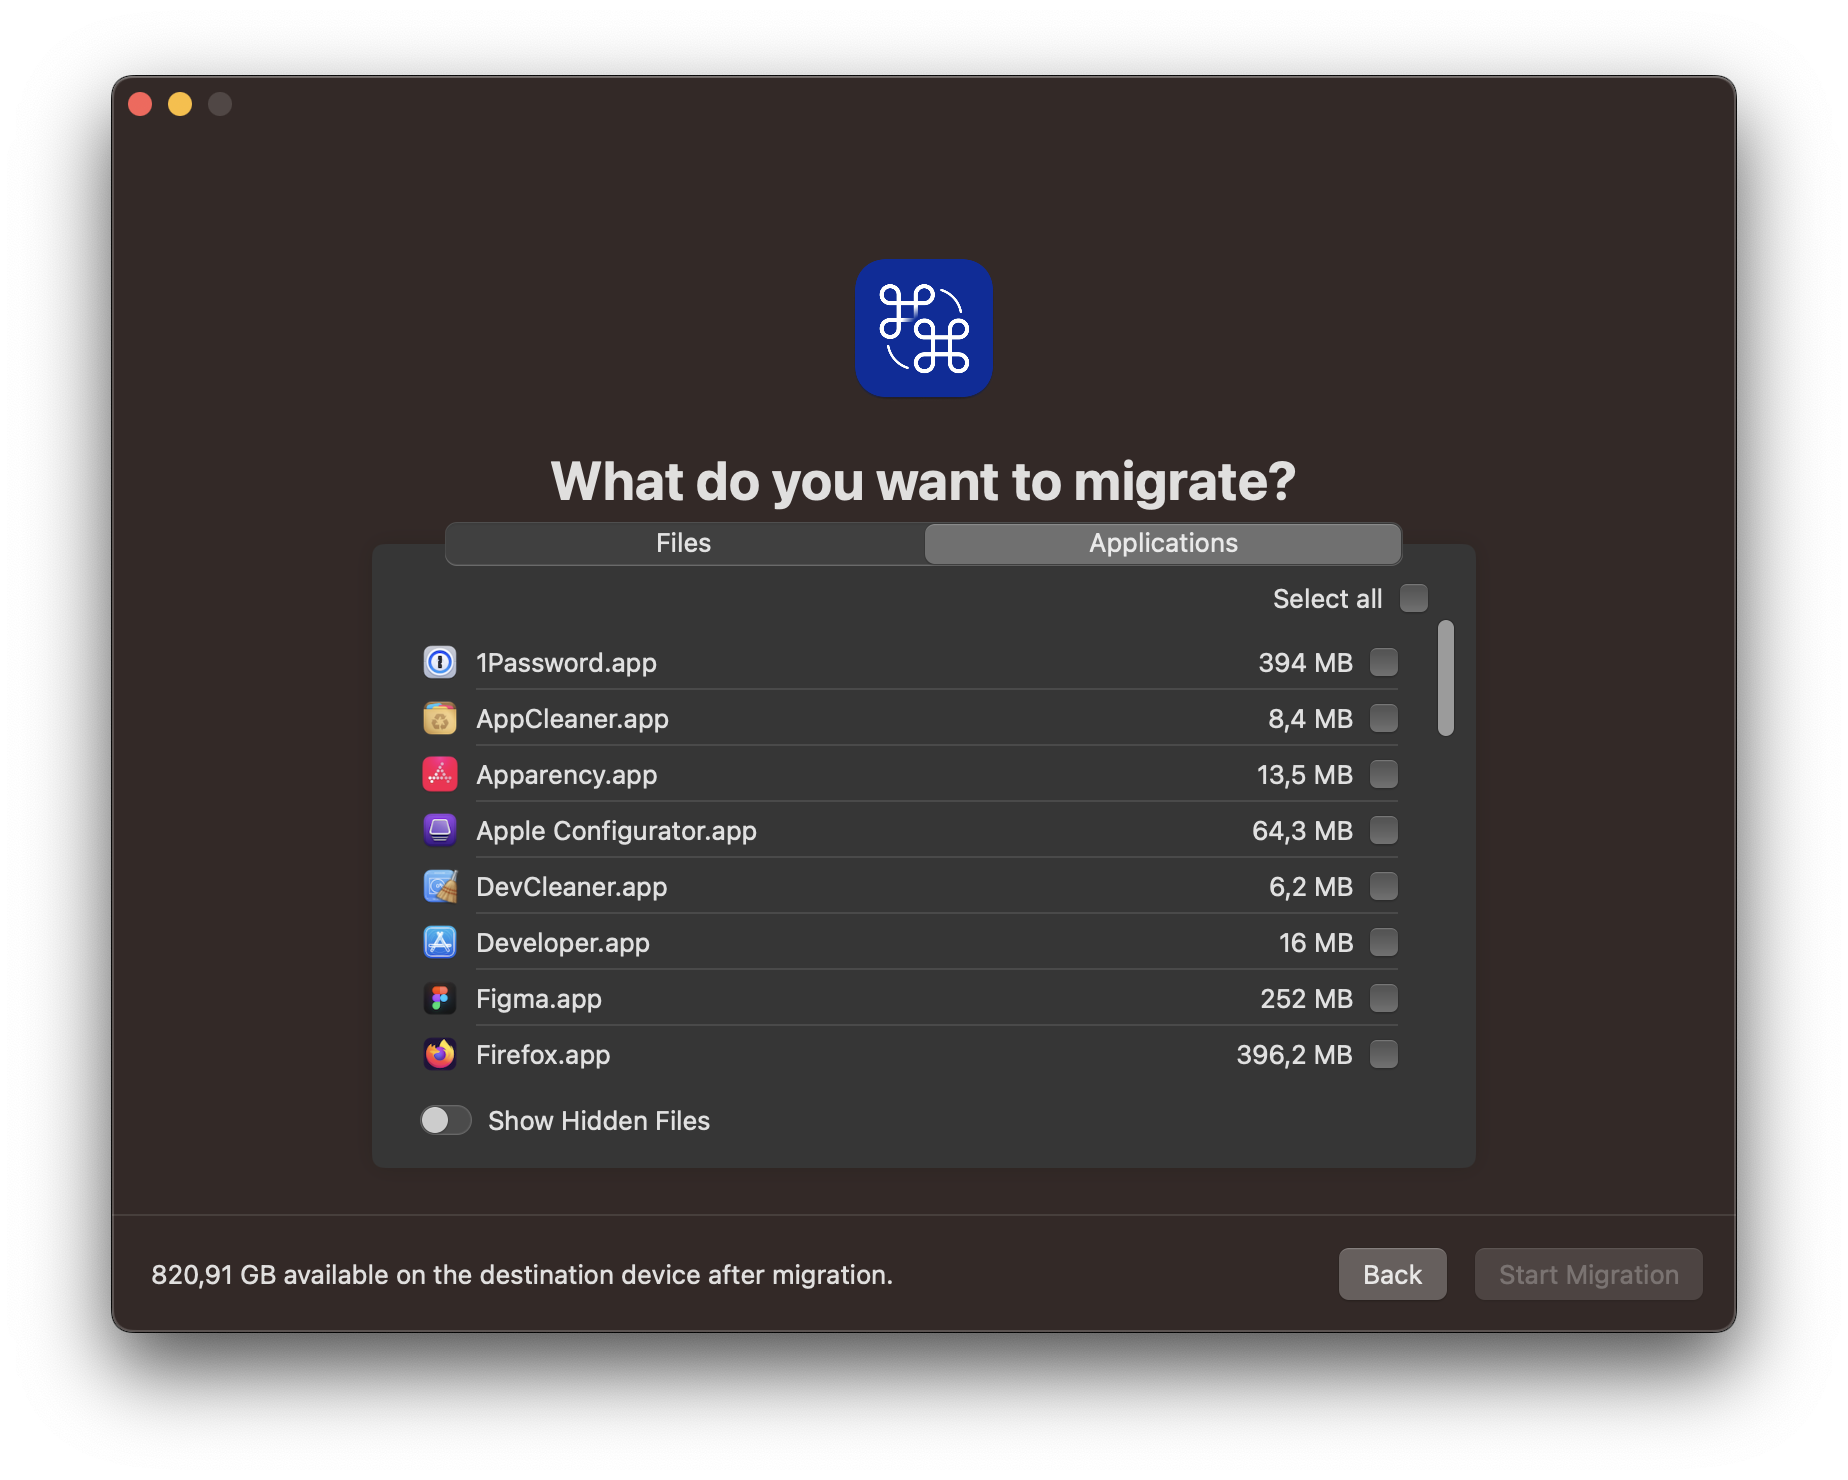 What do you want to migrate?
Files
Applications
Select all
1Password.app 394 MB
AppCleaner.app 8,4 MB
Apparency.app 13,5 MB
Apple Configurator.app 64,3 MB
DevCleaner.app 6,2 MB
Developer.app 16 MB
Figma.app 252 MB
Firefox.app 396,2 MB
Show Hidden Files
820,91 GB available on the destination device after migration.
Back
Start Migration